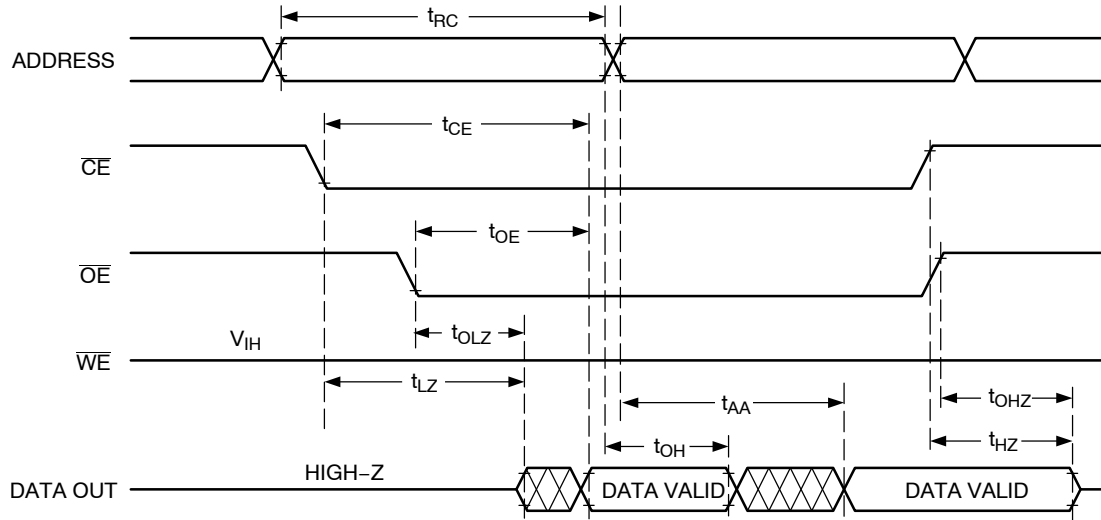 tRC
ADDRESS
tCE
CE
tOE
OE
tOLZ
VIH
WE
tLZ
tAA
tOHZ
tOH
tHZ
HIGH–Z
DATA OUT
DATA VALID
DATA VALID